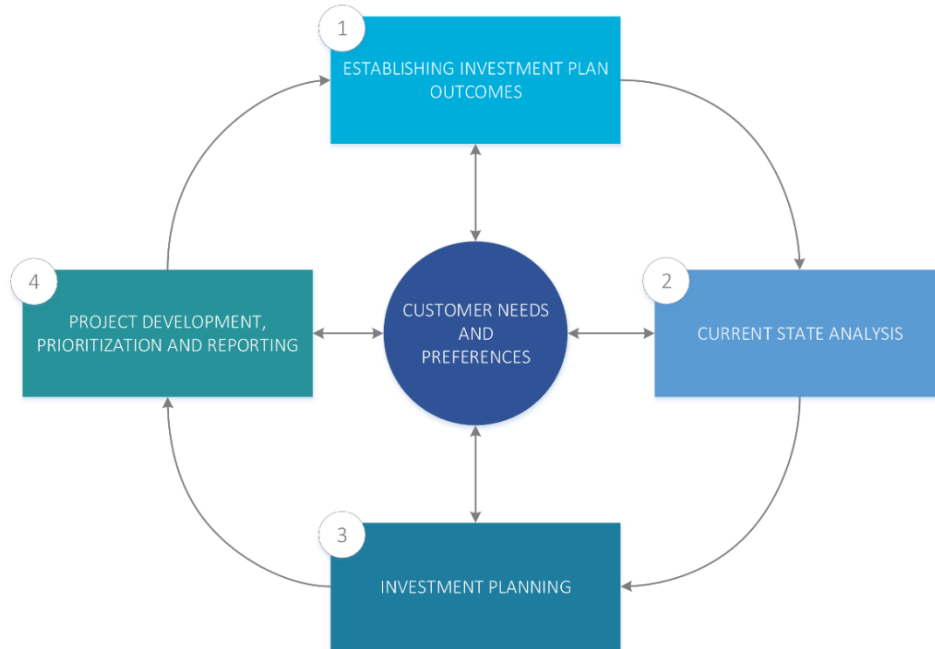 1
ESTABLISHING INVESTMENT PLAN
OUTCOMES
4
PROJECT DEVELOPMENT,
PRIORITIZATION AND REPORTING
CUSTOMER NEEDS
AND
PREFERENCES
2
CURRENT STATE ANALYSIS
3
INVESTMENT PLANNING